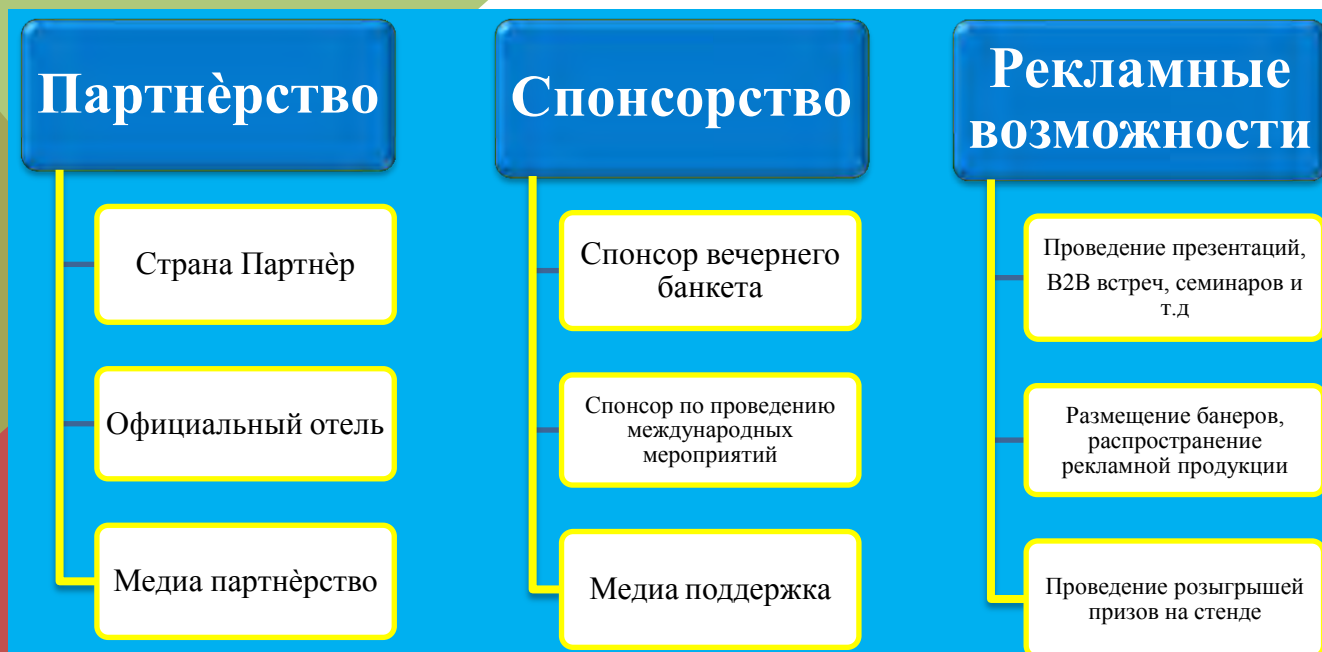 Партнѐрство
Страна Партнѐр
Официальный отель
Медиа партнѐрство
Спонсорство
Спонсор вечернего
банкета
Спонсор по проведению
международных
мероприятий
Медиа поддержка
Рекламные
возможности
Проведение презентаций,
B2B встреч, семинаров и
т.д
Размещение банеров,
распространение
рекламной продукции
Проведение розыгрышей
призов на стенде